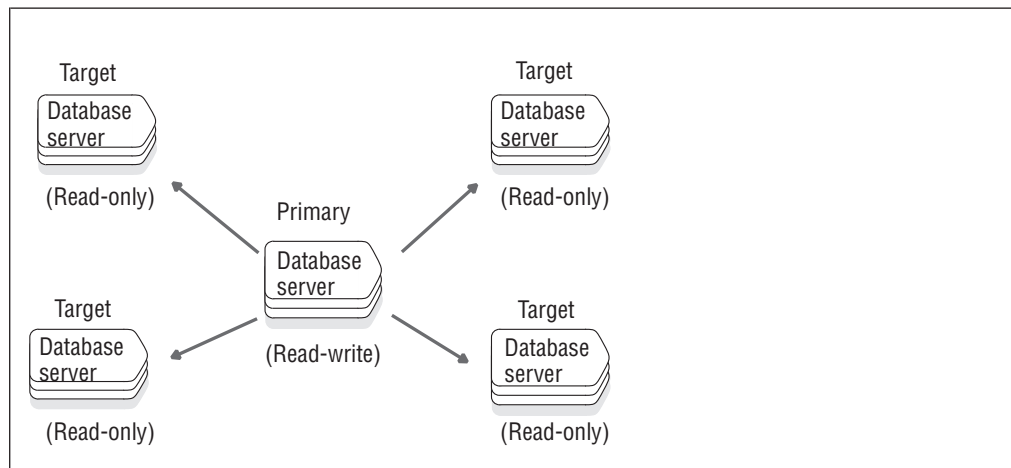 Target
Database
server
(Read-only)
Target
Database
server
(Read-only)
Primary
Database
server
(Read-write)
Target
Database
server
(Read-only)
Target
Database
server
(Read-only)